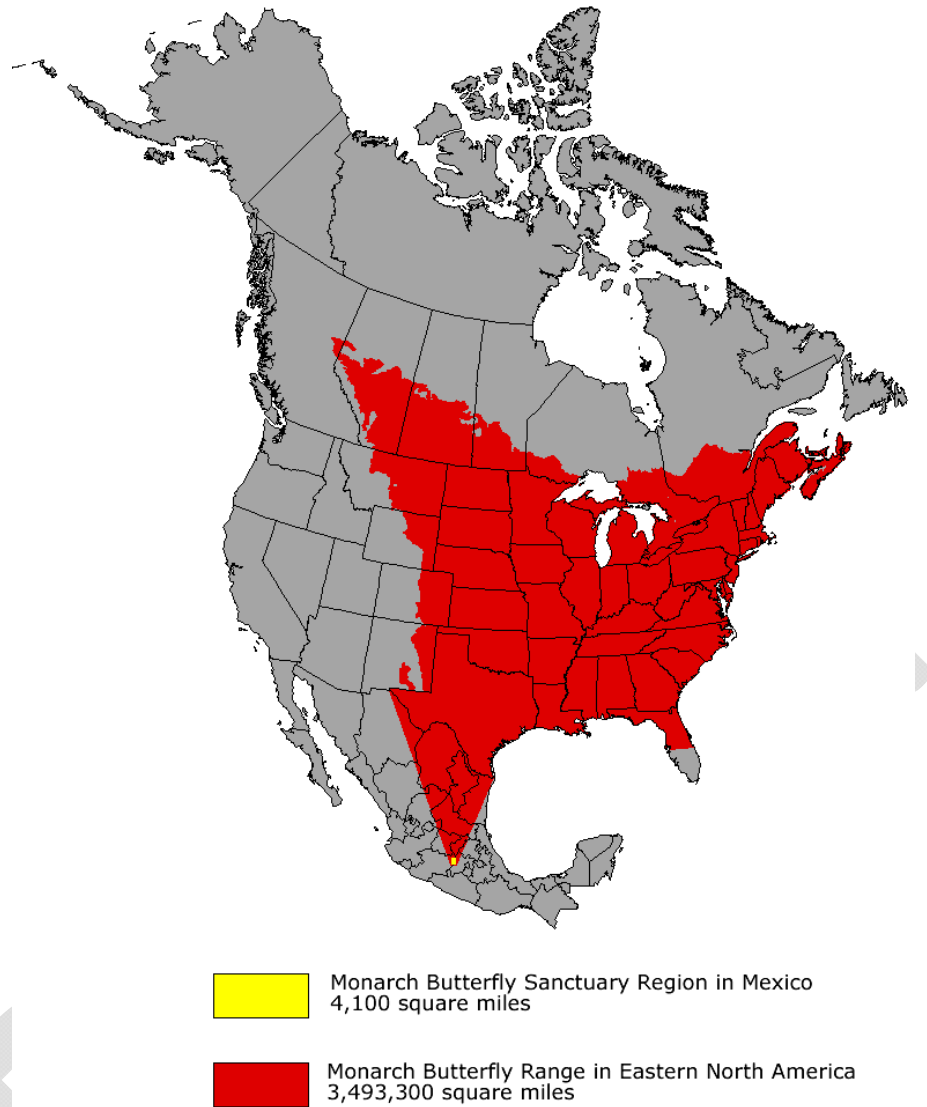 Monarch Butterfly Sanctuary Region in Mexico
4,100 square miles
Monarch Butterfly Range in Eastern North America
3,493,300 square miles